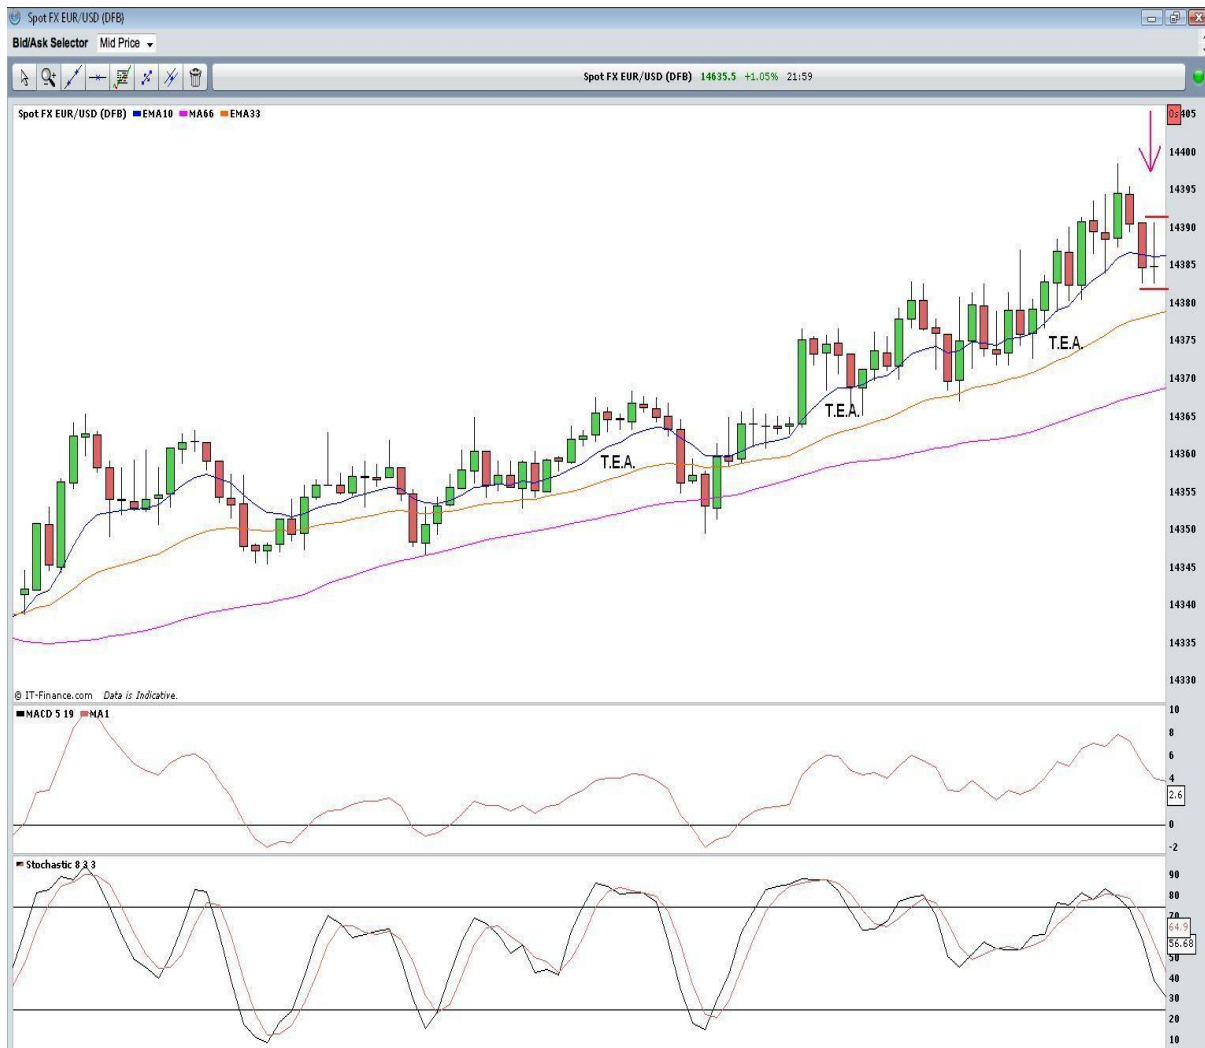 Spot FX EUR/USD (DFB)
Bid/Ask Selector Mid Price
Spot FX EUR/USD (DFB) 14635.5 +1.05% 21:59
Spot FX EUR/USD (DFB) EMA10 MA66 EMA33
0s 405
14400
14395
14390
14385
14380
14375
14370
14365
14360
14355
14350
14345
14340
14335
14330
T.E.A.
T.E.A.
T.E.A.
© IT-Finance.com Data is Indicative.
MACD 5 19 MA1
10
8
6
4
2.6
0
-2
Stochastic 8 3 3
90
80
70
64.9
56.68
50
40
30
20
10